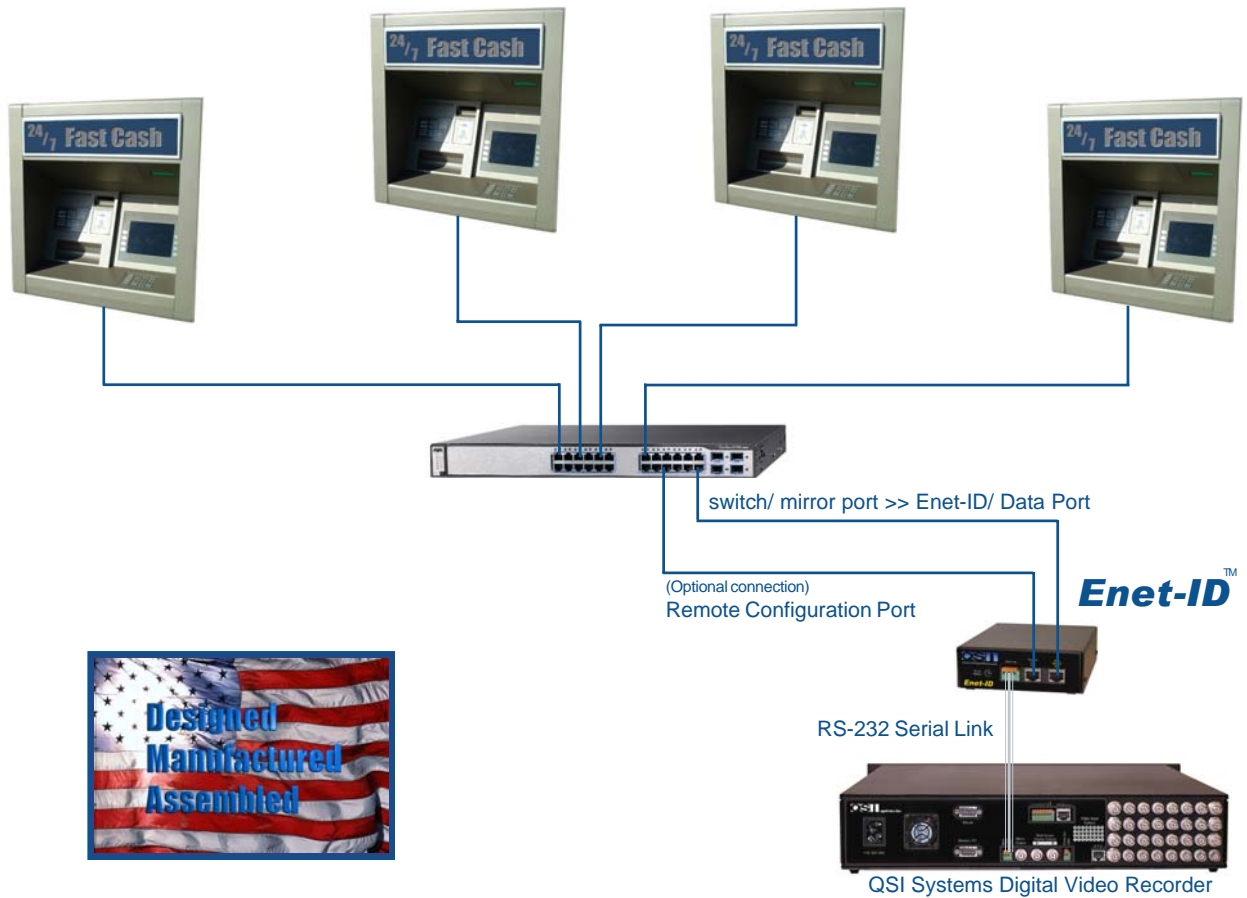 24/7 Fast Cash
24/7 Fast Cash
24/7 Fast Cash
24/7 Fast Cash
switch/ mirror port >> Enet-ID/ Data Port
(Optional connection)
Remote Configuration Port
Enet-ID™
QSI
Enet-ID
RS-232 Serial Link
Designed
Manufactured
Assembled
QSI
QSI Systems Digital Video Recorder